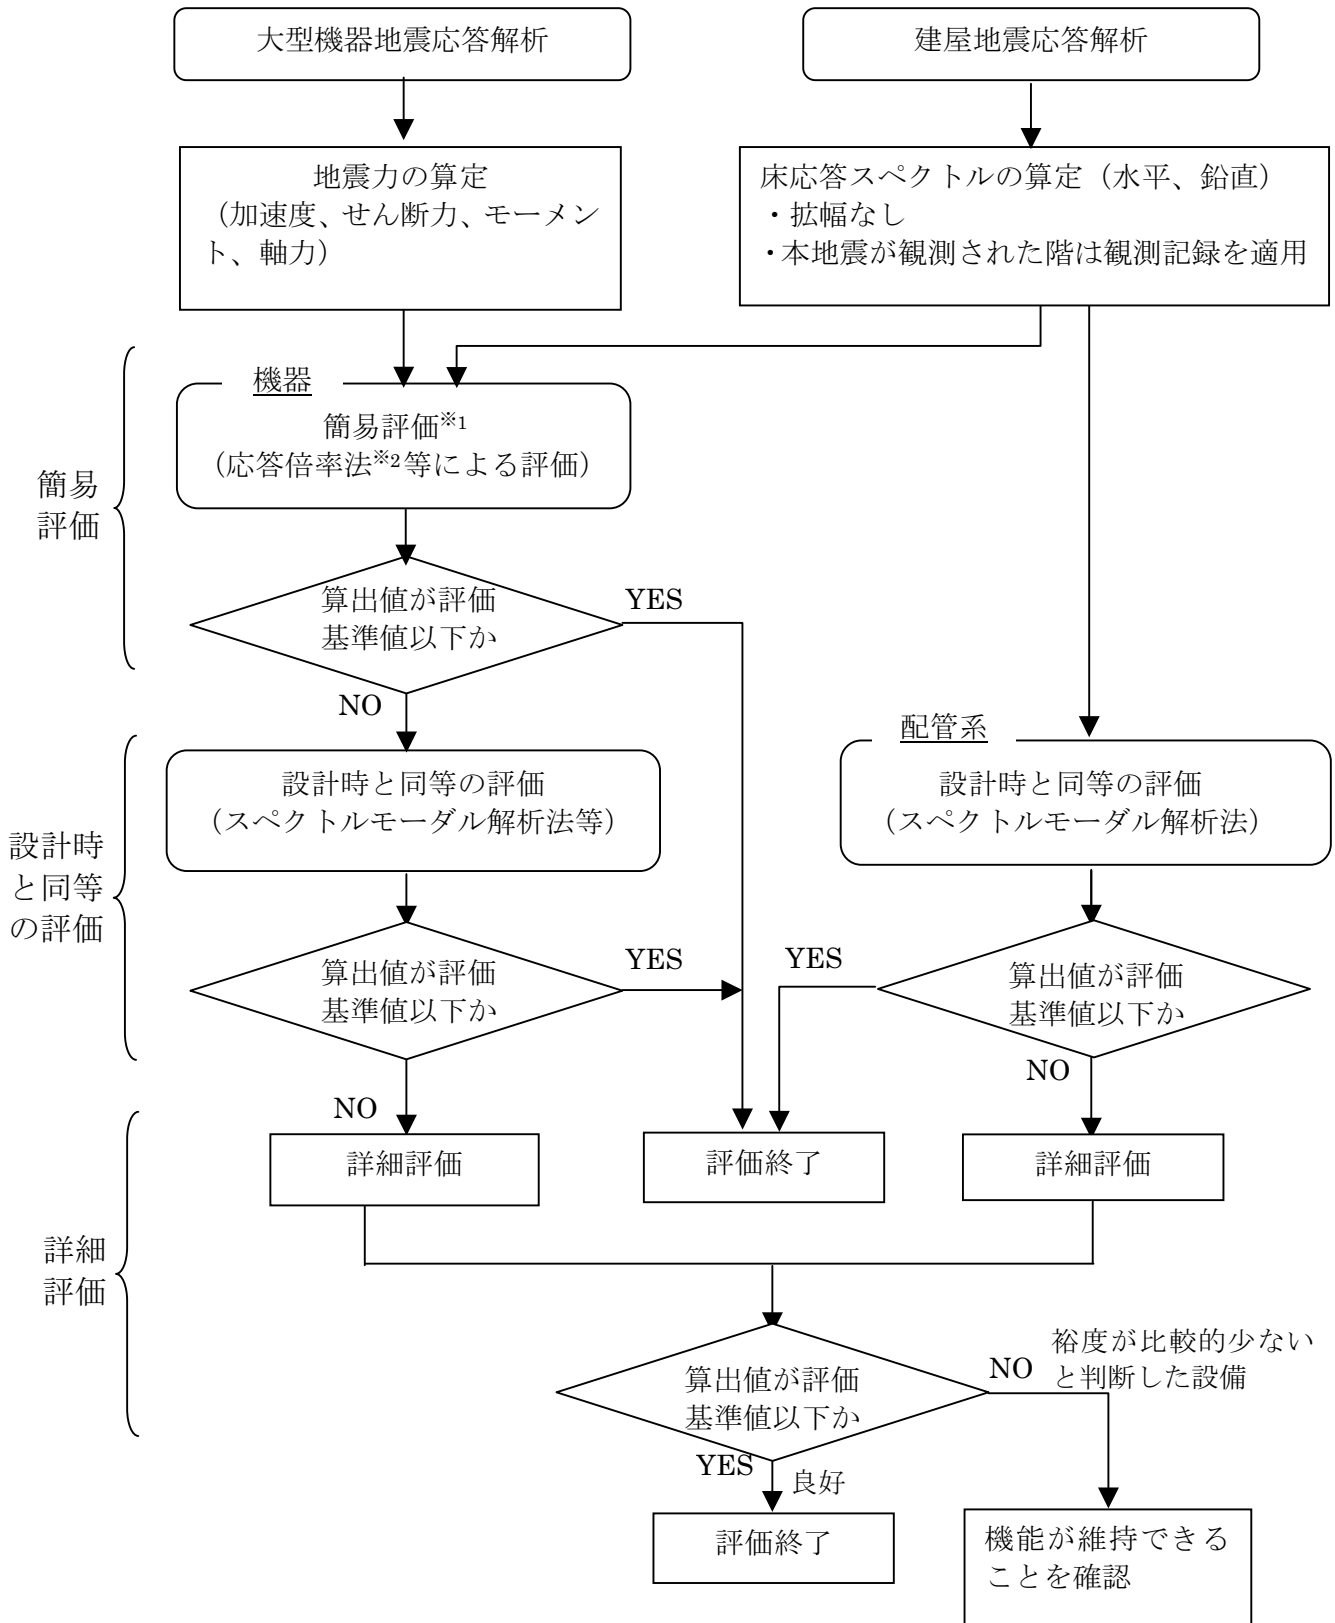 大型機器地震応答解析
建屋地震応答解析
地震力の算定
（加速度、せん断力、モーメン
ト、軸力）
床応答スペクトルの算定（水平、鉛直）
・拡幅なし
・本地震が観測された階は観測記録を適用
簡易
評価
機器
簡易評価※1
（応答倍率法※2等による評価）
算出値が評価
基準値以下か
YES
NO
設計時
と同等
の評価
設計時と同等の評価
（スペクトルモーダル解析法等）
配管系
設計時と同等の評価
（スペクトルモーダル解析法）
算出値が評価
基準値以下か
YES
NO
YES
算出値が評価
基準値以下か
NO
詳細評価
評価終了
詳細評価
詳細
評価
算出値が評価
基準値以下か
NO
裕度が比較的少ない
と判断した設備
YES
良好
評価終了
機能が維持できる
ことを確認